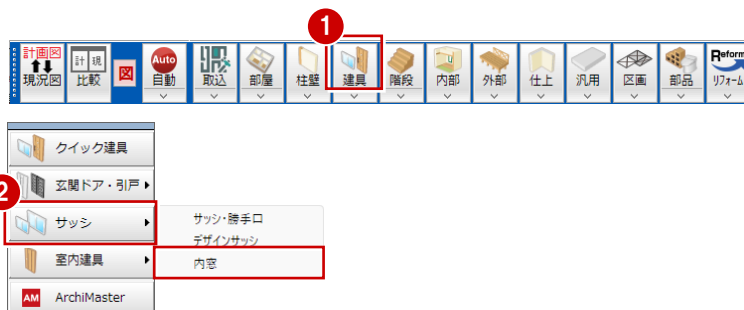 1
計画図 計 現 Auto Reform
現況図 比較 図 自動 取込 部屋 柱壁 建具 階段 内部 外部 仕上 汎用 区画 部品 リフォーム
クイック建具
2
玄関ドア・引戸
サッシ サッシ・勝手口
デザインサッシ
室内建具 内窓
AM ArchiMaster